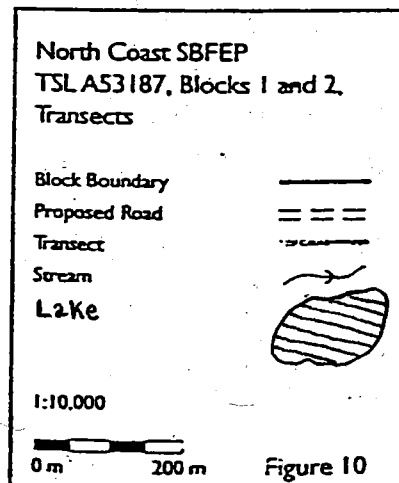 North Coast SBFEP
TSL A53187, Blocks 1 and 2,
Transects
Block Boundary
Proposed Road
Transect
Stream
Lake
1:10,000
0 m 200 m Figure 10